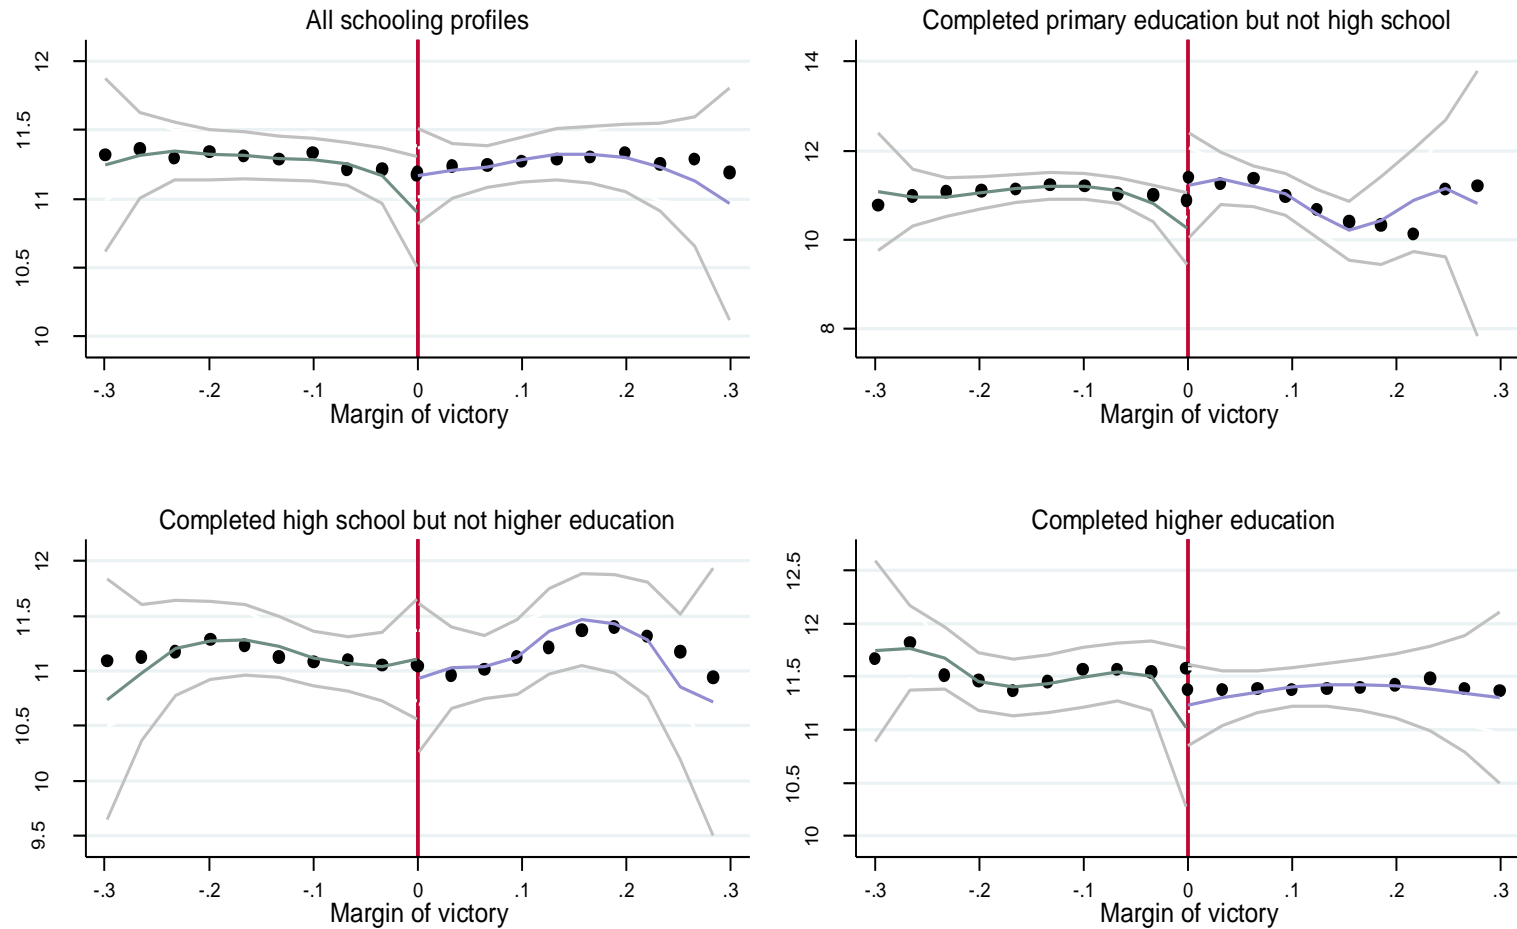 All schooling profiles
12
11.5
11
10.5
10
-.3 -.2 -.1 0 .1 .2 .3
Margin of victory
Completed primary education but not high school
14
12
10
8
-.3 -.2 -.1 0 .1 .2 .3
Margin of victory
Completed high school but not higher education
12
11.5
11
10.5
10
9.5
-.3 -.2 -.1 0 .1 .2 .3
Margin of victory
Completed higher education
12.5
12
11.5
11
10.5
10
-.3 -.2 -.1 0 .1 .2 .3
Margin of victory